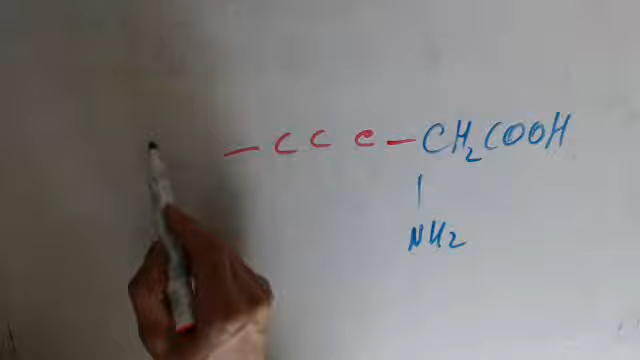 — C C C — CH₂COOH
|
NH₂